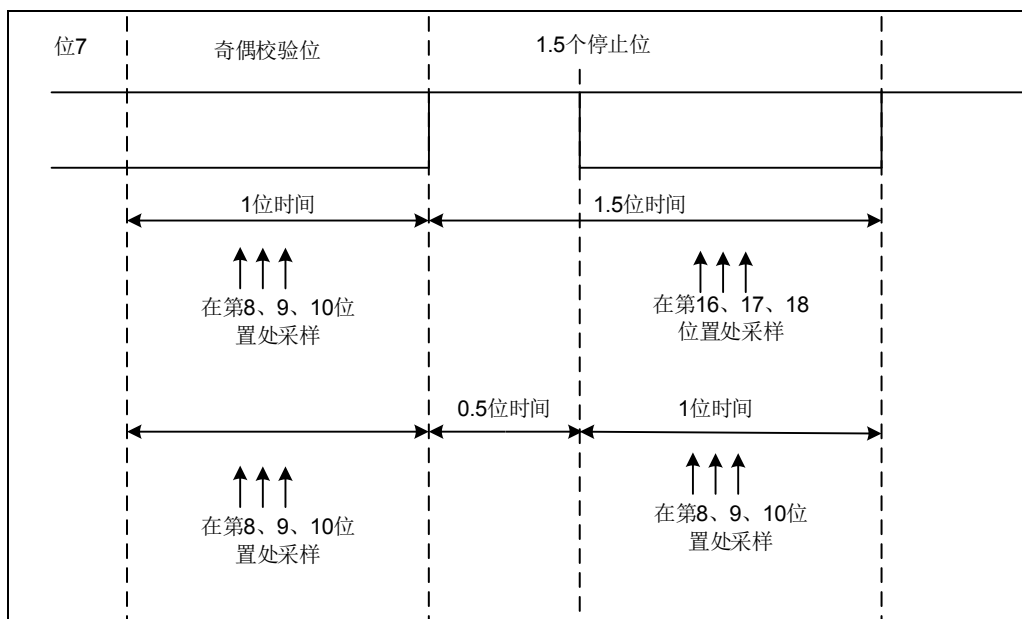 位7
奇偶校验位
1.5个停止位
1位时间
1.5位时间
在第8、9、10位
置处采样
在第16、17、18
位置处采样
0.5位时间
1位时间
在第8、9、10位
置处采样
在第8、9、10位
置处采样